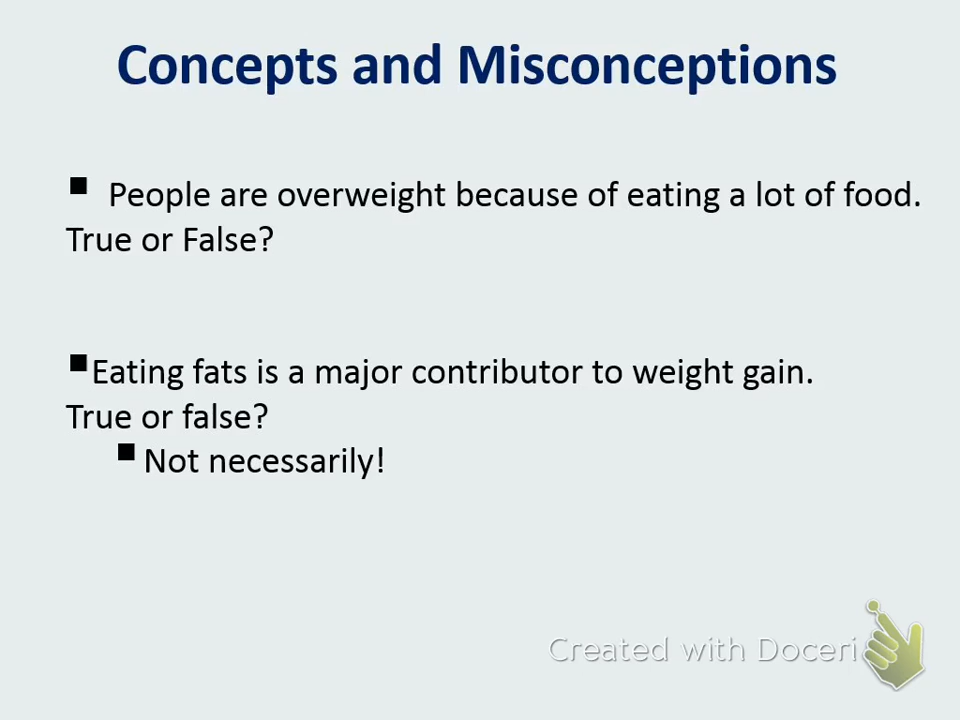 Concepts and Misconceptions
▪ People are overweight because of eating a lot of food.
True or False?
▪Eating fats is a major contributor to weight gain.
True or false?
▪Not necessarily!
Created with Doceri